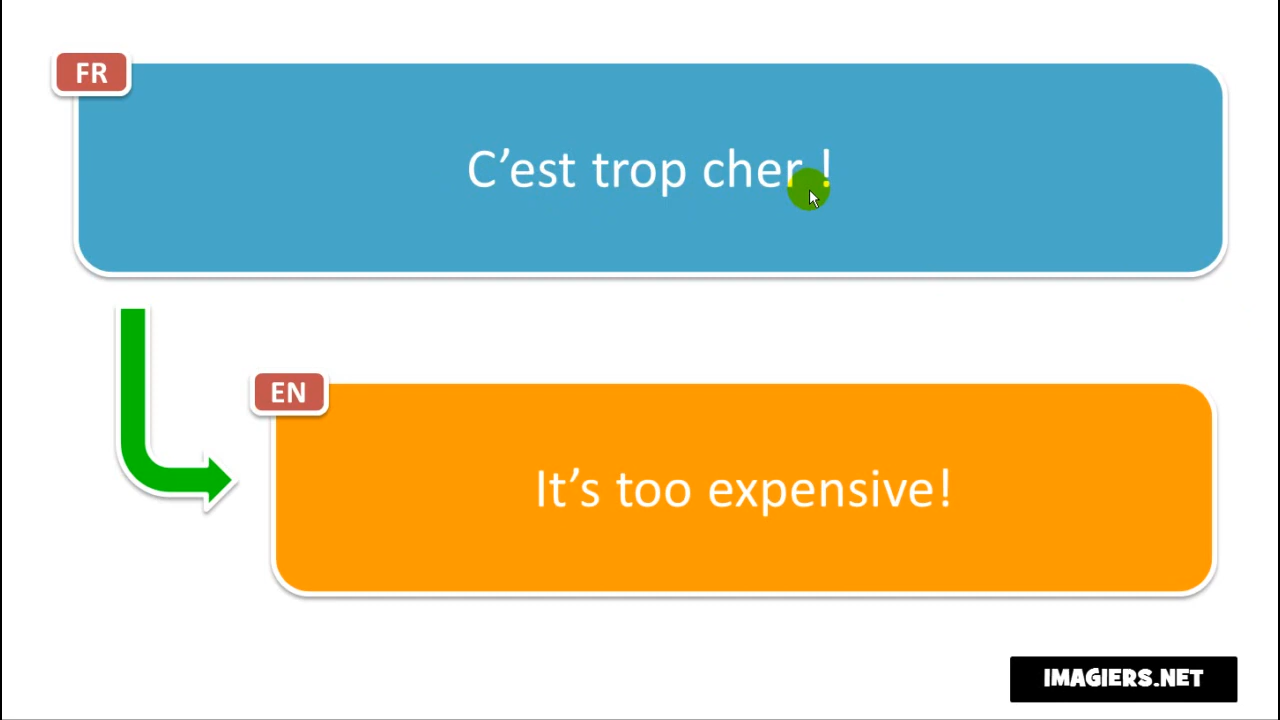 FR
C’est trop cher !
EN
It’s too expensive!
IMAGIERS.NET